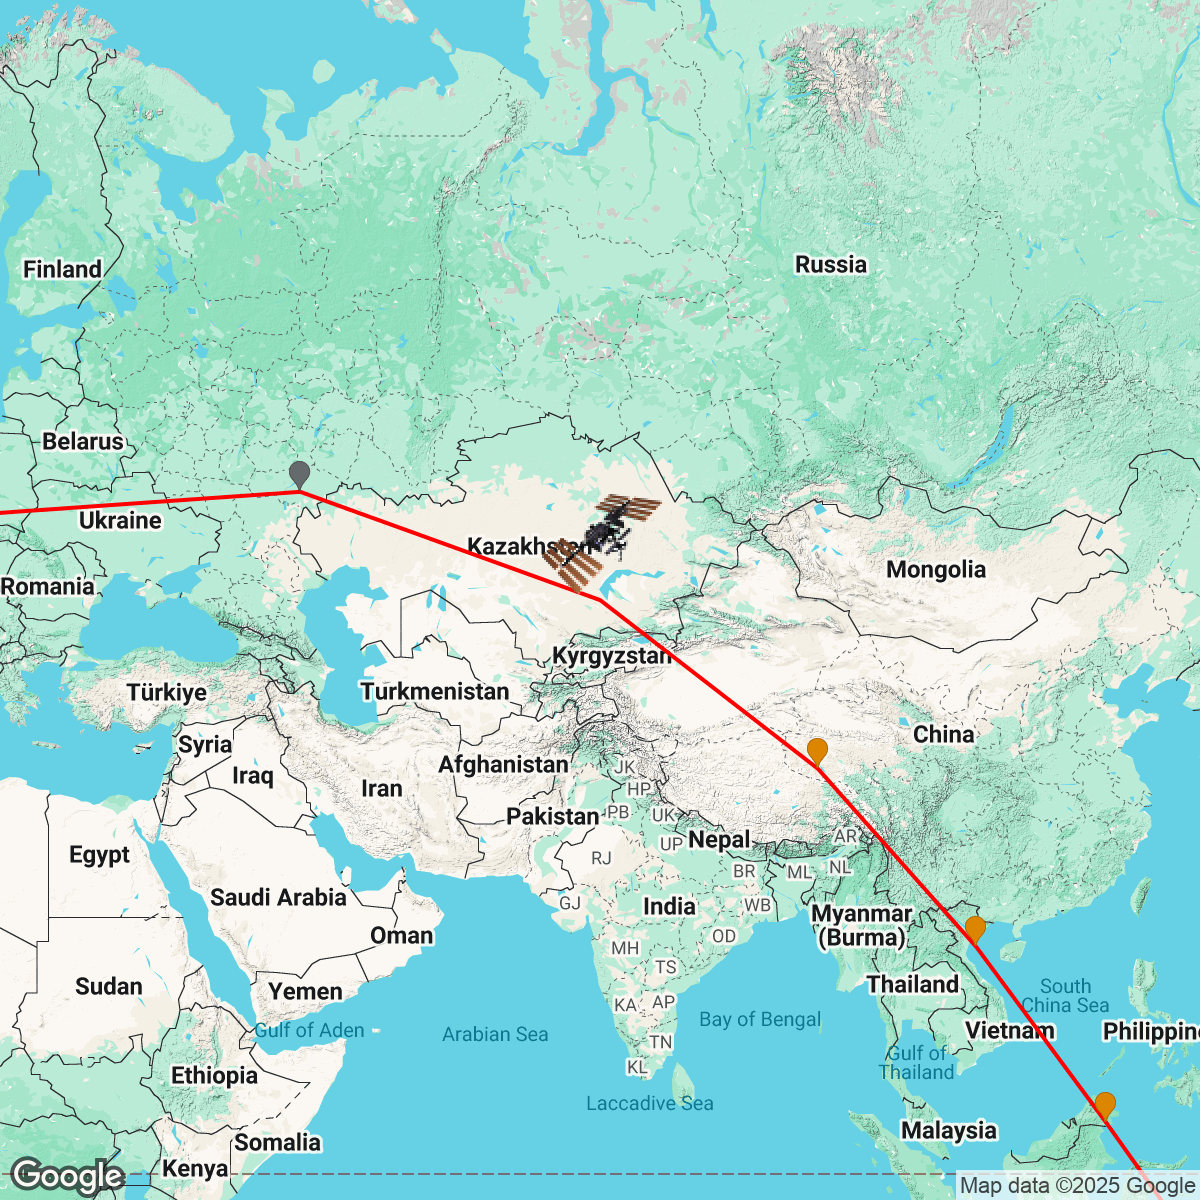 Finland
Russia
Belarus
Ukraine
Kazakhstan
Mongolia
Romania
Kyrgyzstan
Türkiye
Turkmenistan
Syria
China
Iraq
Afghanistan
JK
Iran
HP
Pakistan
PB
UK
Nepal
AR
UP
Egypt
RJ
BR
ML
NL
Saudi Arabia
GJ
India
WB
Myanmar
(Burma)
Oman
OD
MH
TS
Sudan
Yemen
Thailand
South
China Sea
KA
AP
Gulf of Aden
Arabian Sea
Bay of Bengal
Vietnam
Philippine
TN
Gulf of
Thailand
KL
Ethiopia
Laccadive Sea
Malaysia
Somalia
Kenya
Google
Map data ©2025 Google